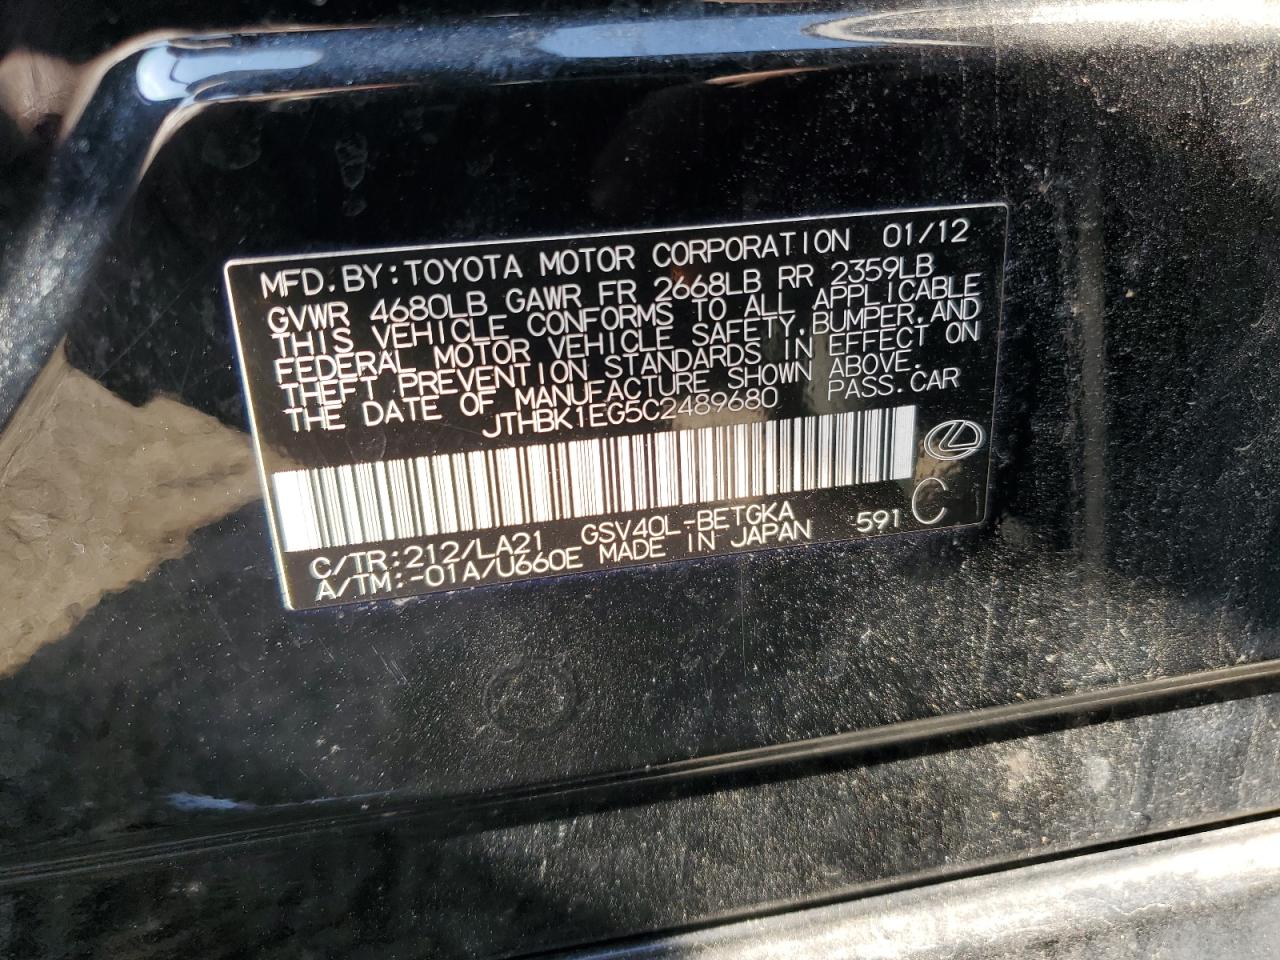 MFD.BY:TOYOTA MOTOR CORPORATION 01/12
GVWR 4680LB GAWR FR 2668LB RR 2359LB
THIS VEHICLE CONFORMS TO ALL APPLICABLE
FEDERAL MOTOR VEHICLE SAFETY,BUMPER,AND
THEFT PREVENTION STANDARDS IN EFFECT ON
THE DATE OF MANUFACTURE SHOWN ABOVE.
JTHBK1EG5C2489680 PASS.CAR
C/TR:212/LA21 GSV40L-BETGKA 591 C
A/TM:-01A/U660E MADE IN JAPAN